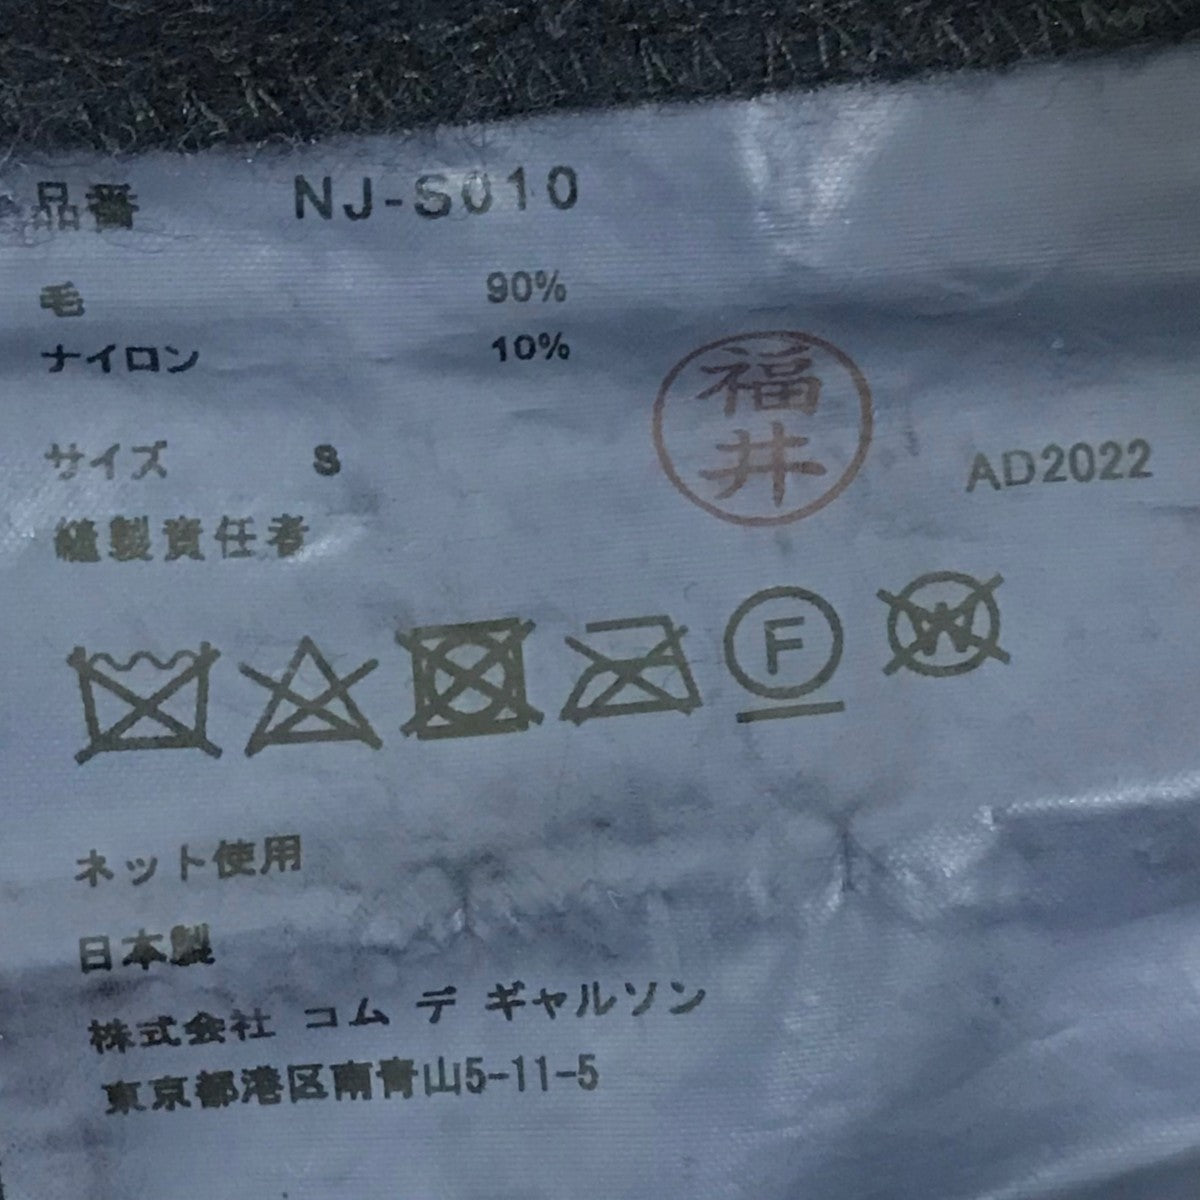 品番 NJ-S010
毛 90%
ナイロン 10%
サイズ S
福井
AD2022
縫製責任者
F
W
ネット使用
日本製
株式会社 コム デ ギャルソン
東京都港区南青山5-11-5